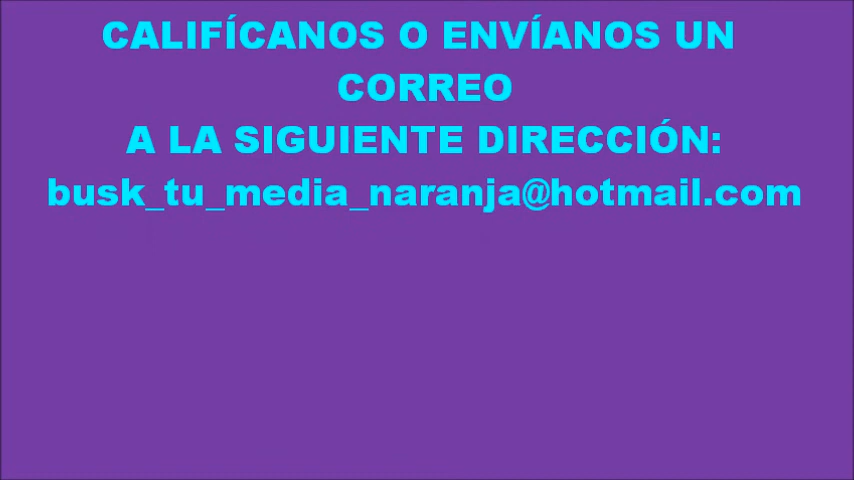 CALIFÍCANOS O ENVÍANOS UN
CORREO
A LA SIGUIENTE DIRECCIÓN:
busk_tu_media_naranja@hotmail.com